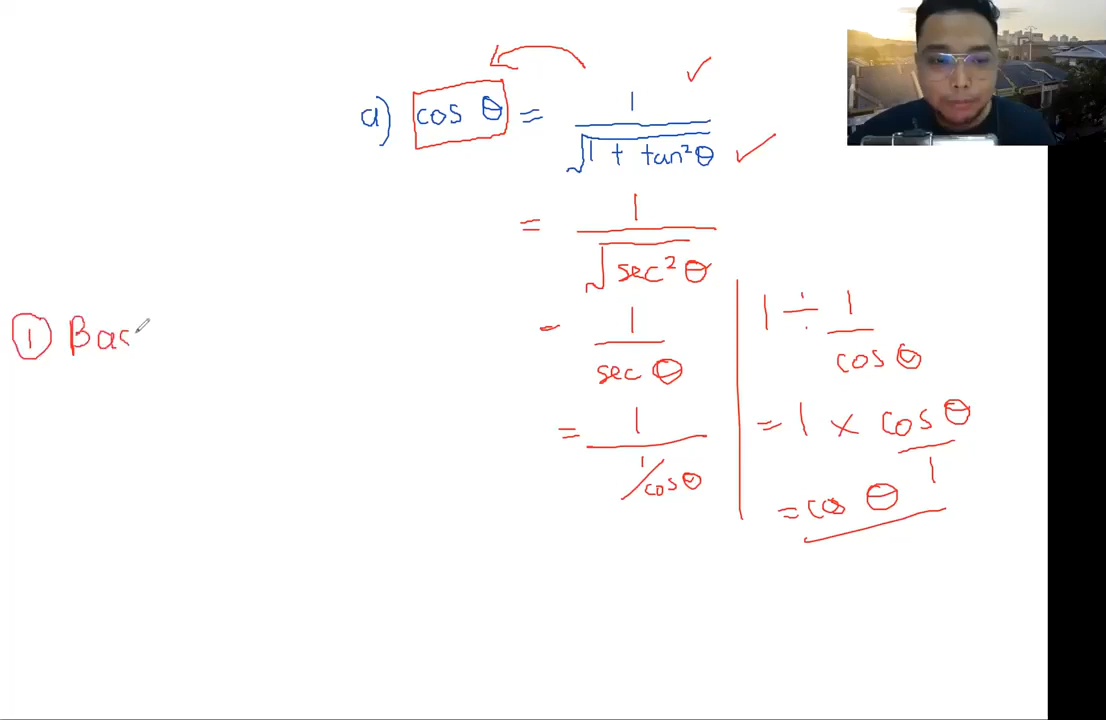 a) cos θ = 1 / √(1 + tan²θ)
= 1 / √(sec²θ)
- 1 / sec θ
= 1 / (1/cos θ)
1 ÷ 1 / cos θ
= 1 × cos θ / 1
= cos θ
① Bas